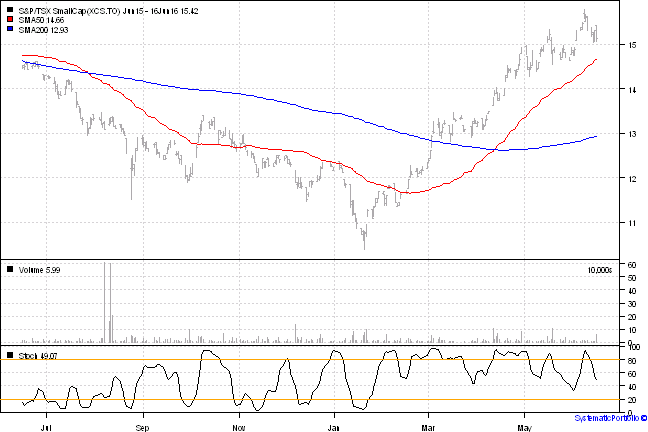 S&P/TSX SmallCap(XCS.TO) Jun15 - 16Jun16 15.42
SMA50 14.66
SMA200 12.93
15
14
13
12
11
Volume 5.99
10,000s
60
50
40
30
20
10
0
Stoch 49.07
100
80
60
40
20
0
Jul
Sep
Nov
Jan
Mar
May
SystematicPortfolio ©